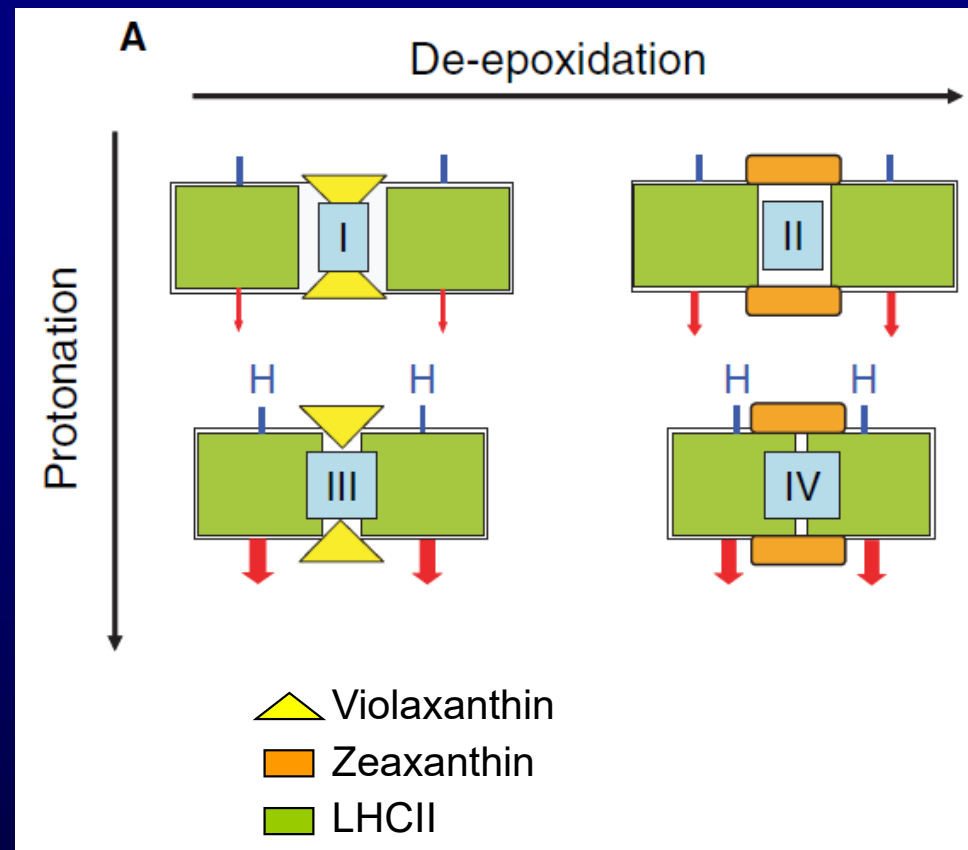 A
De-epoxidation
Protonation
I
II
H H
H H
III
IV
Violaxanthin
Zeaxanthin
LHCII